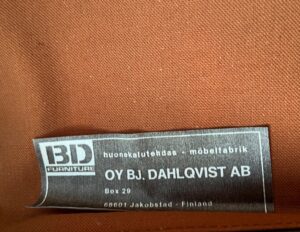 BD
FURNITURE
huonekalutehdas - möbelfabrik
OY BJ. DAHLQVIST AB
Box 29
68601 Jakobstad - Finland